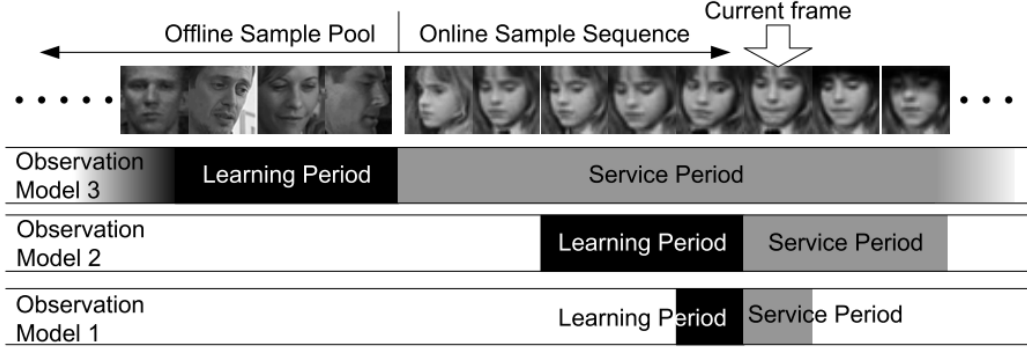 Current frame
Offline Sample Pool
Online Sample Sequence
Observation
Model 3
Learning Period
Service Period
Observation
Model 2
Learning Period
Service Period
Observation
Model 1
Learning Period
Service Period